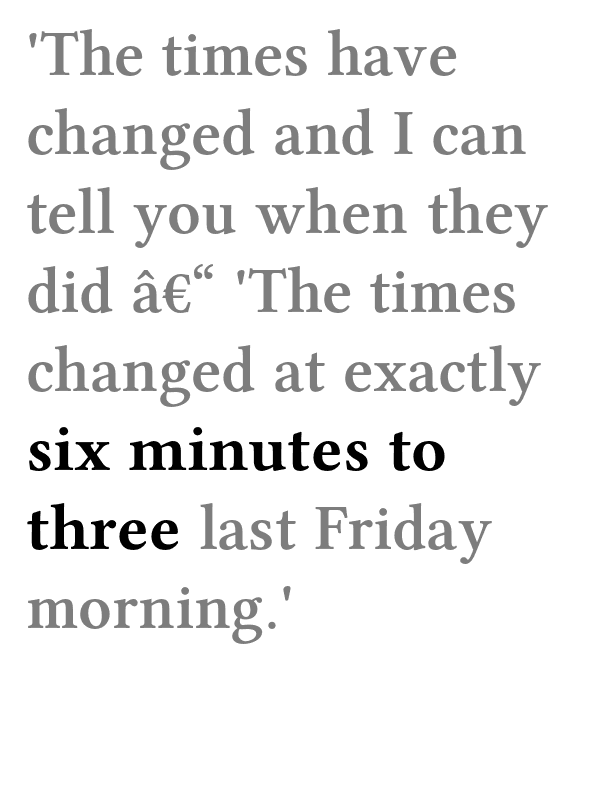 'The times have
changed and I can
tell you when they
did â€“ 'The times
changed at exactly
six minutes to
three last Friday
morning.'